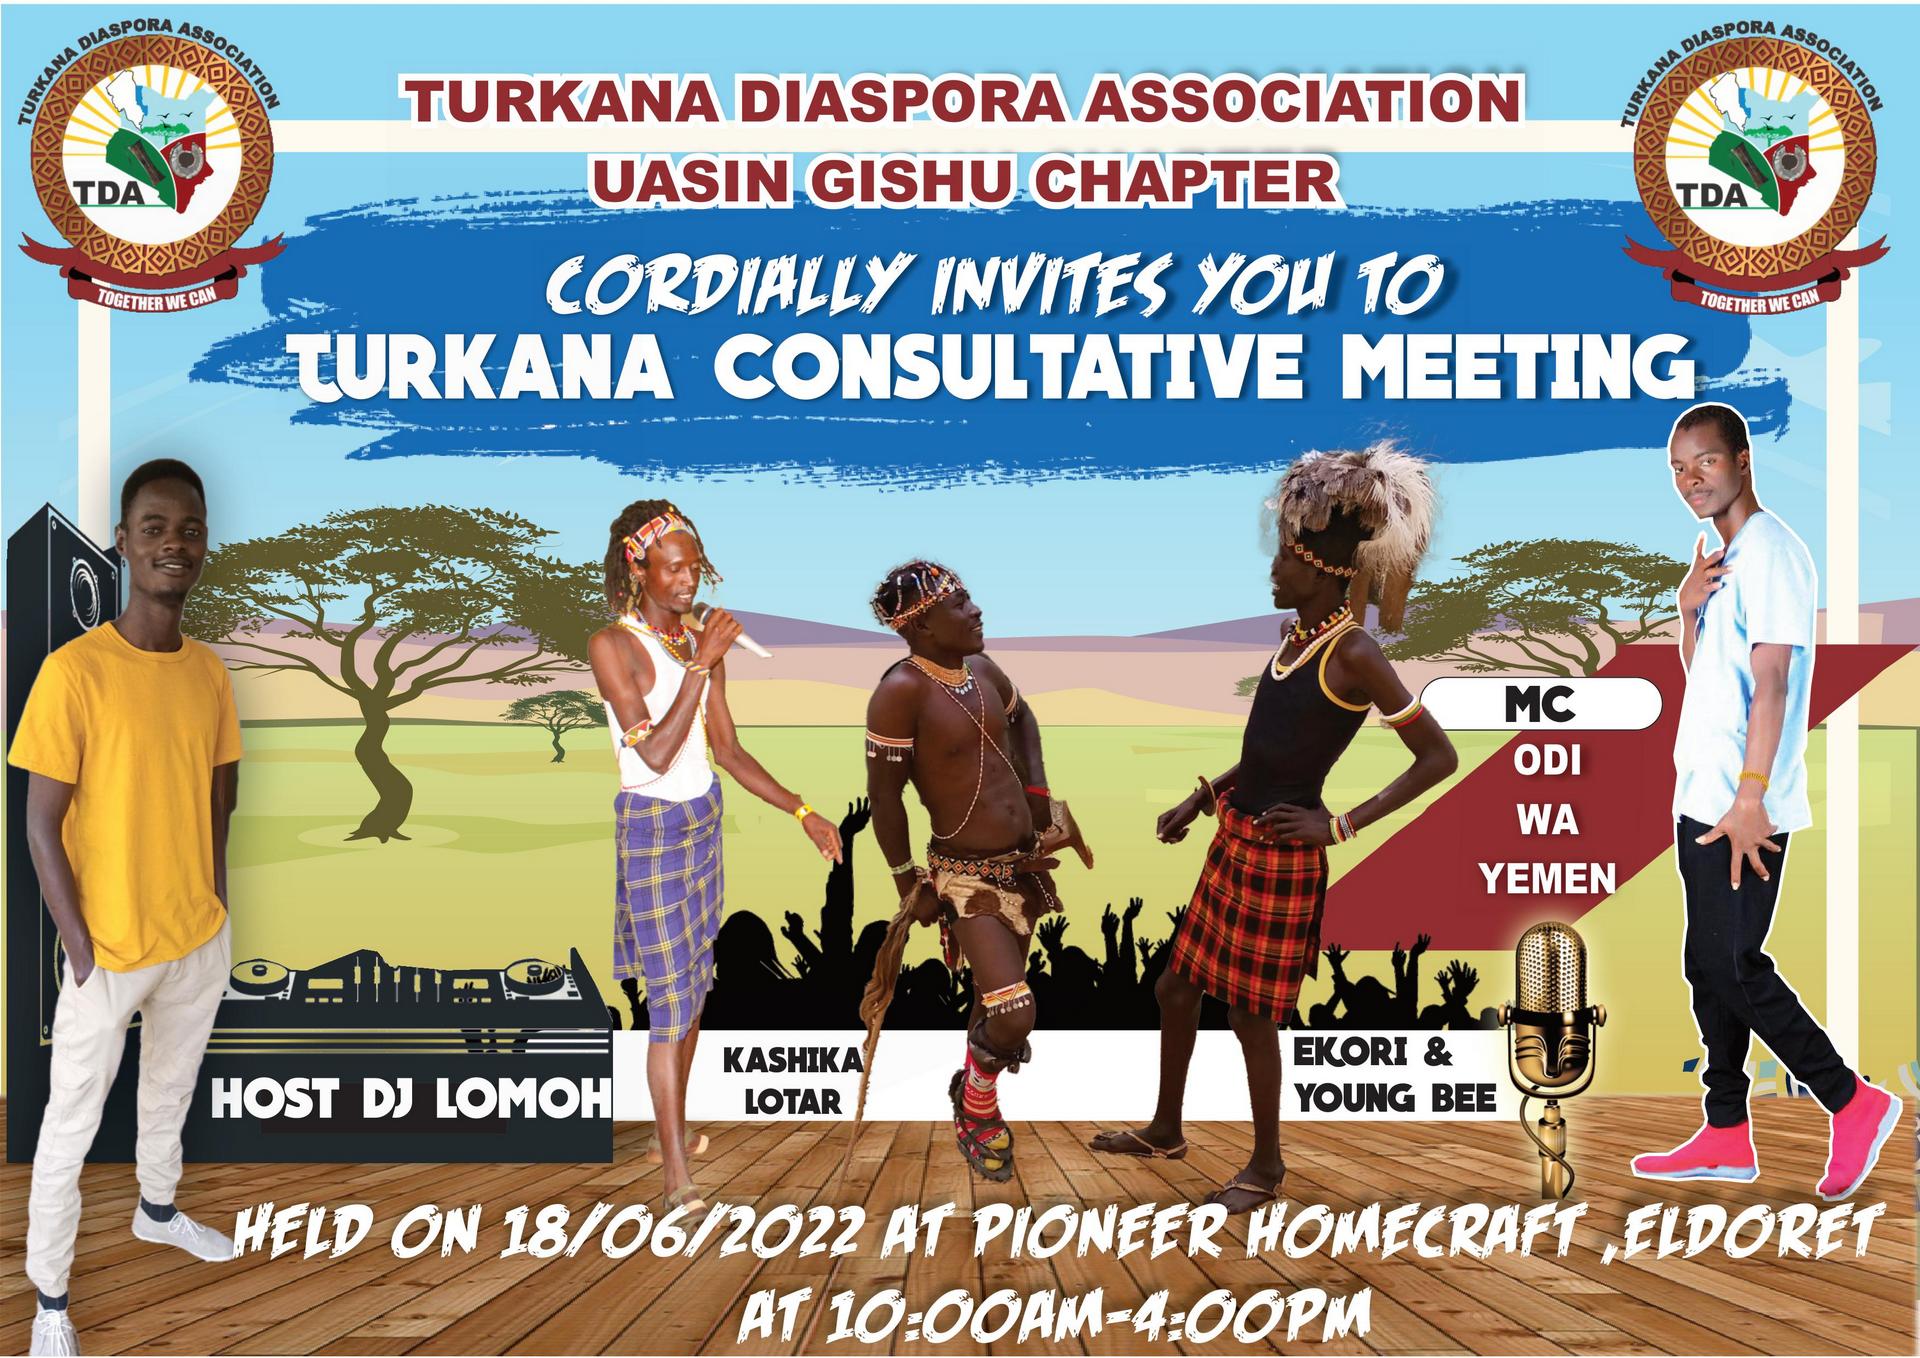 TURKANA DIASPORA ASSOCIATION
TDA
TOGETHER WE CAN
TURKANA DIASPORA ASSOCIATION
TDA
TOGETHER WE CAN
TURKANA DIASPORA ASSOCIATION
UASIN GISHU CHAPTER
CORDIALLY INVITES YOU TO
TURKANA CONSULTATIVE MEETING
MC
ODI
WA
YEMEN
HOST DJ LOMOH
KASHIKA
LOTAR
EKORI &
YOUNG BEE
HELD ON 18/06/2022 AT PIONEER HOMECRAFT ,ELDORET
AT 10:00AM-4:00PM